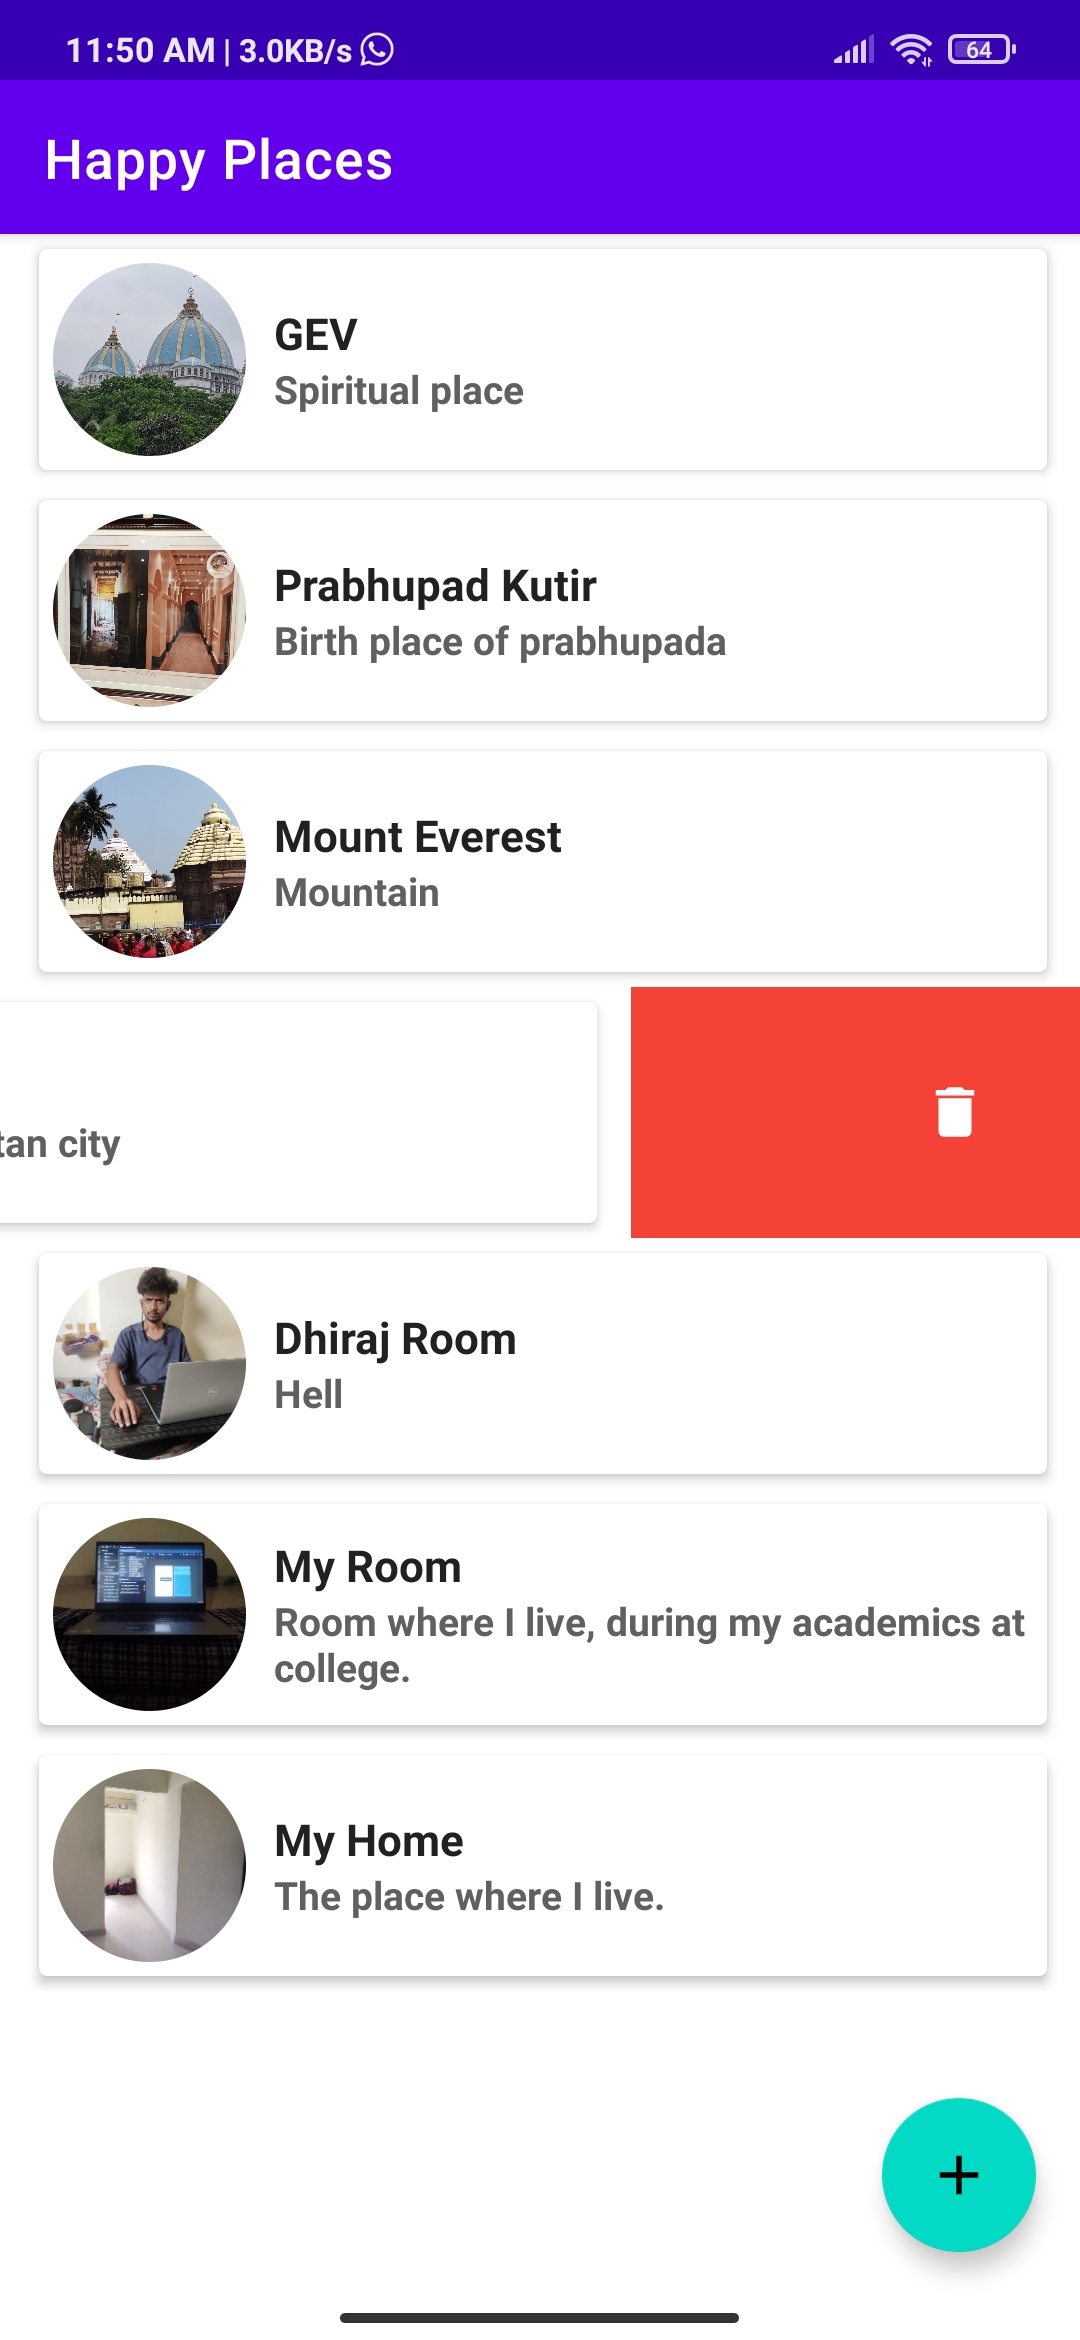 11:50 AM | 3.0KB/s
64
Happy Places
GEV
Spiritual place
Prabhupad Kutir
Birth place of prabhupada
Mount Everest
Mountain
tan city
Dhiraj Room
Hell
My Room
Room where I live, during my academics at
college.
My Home
The place where I live.